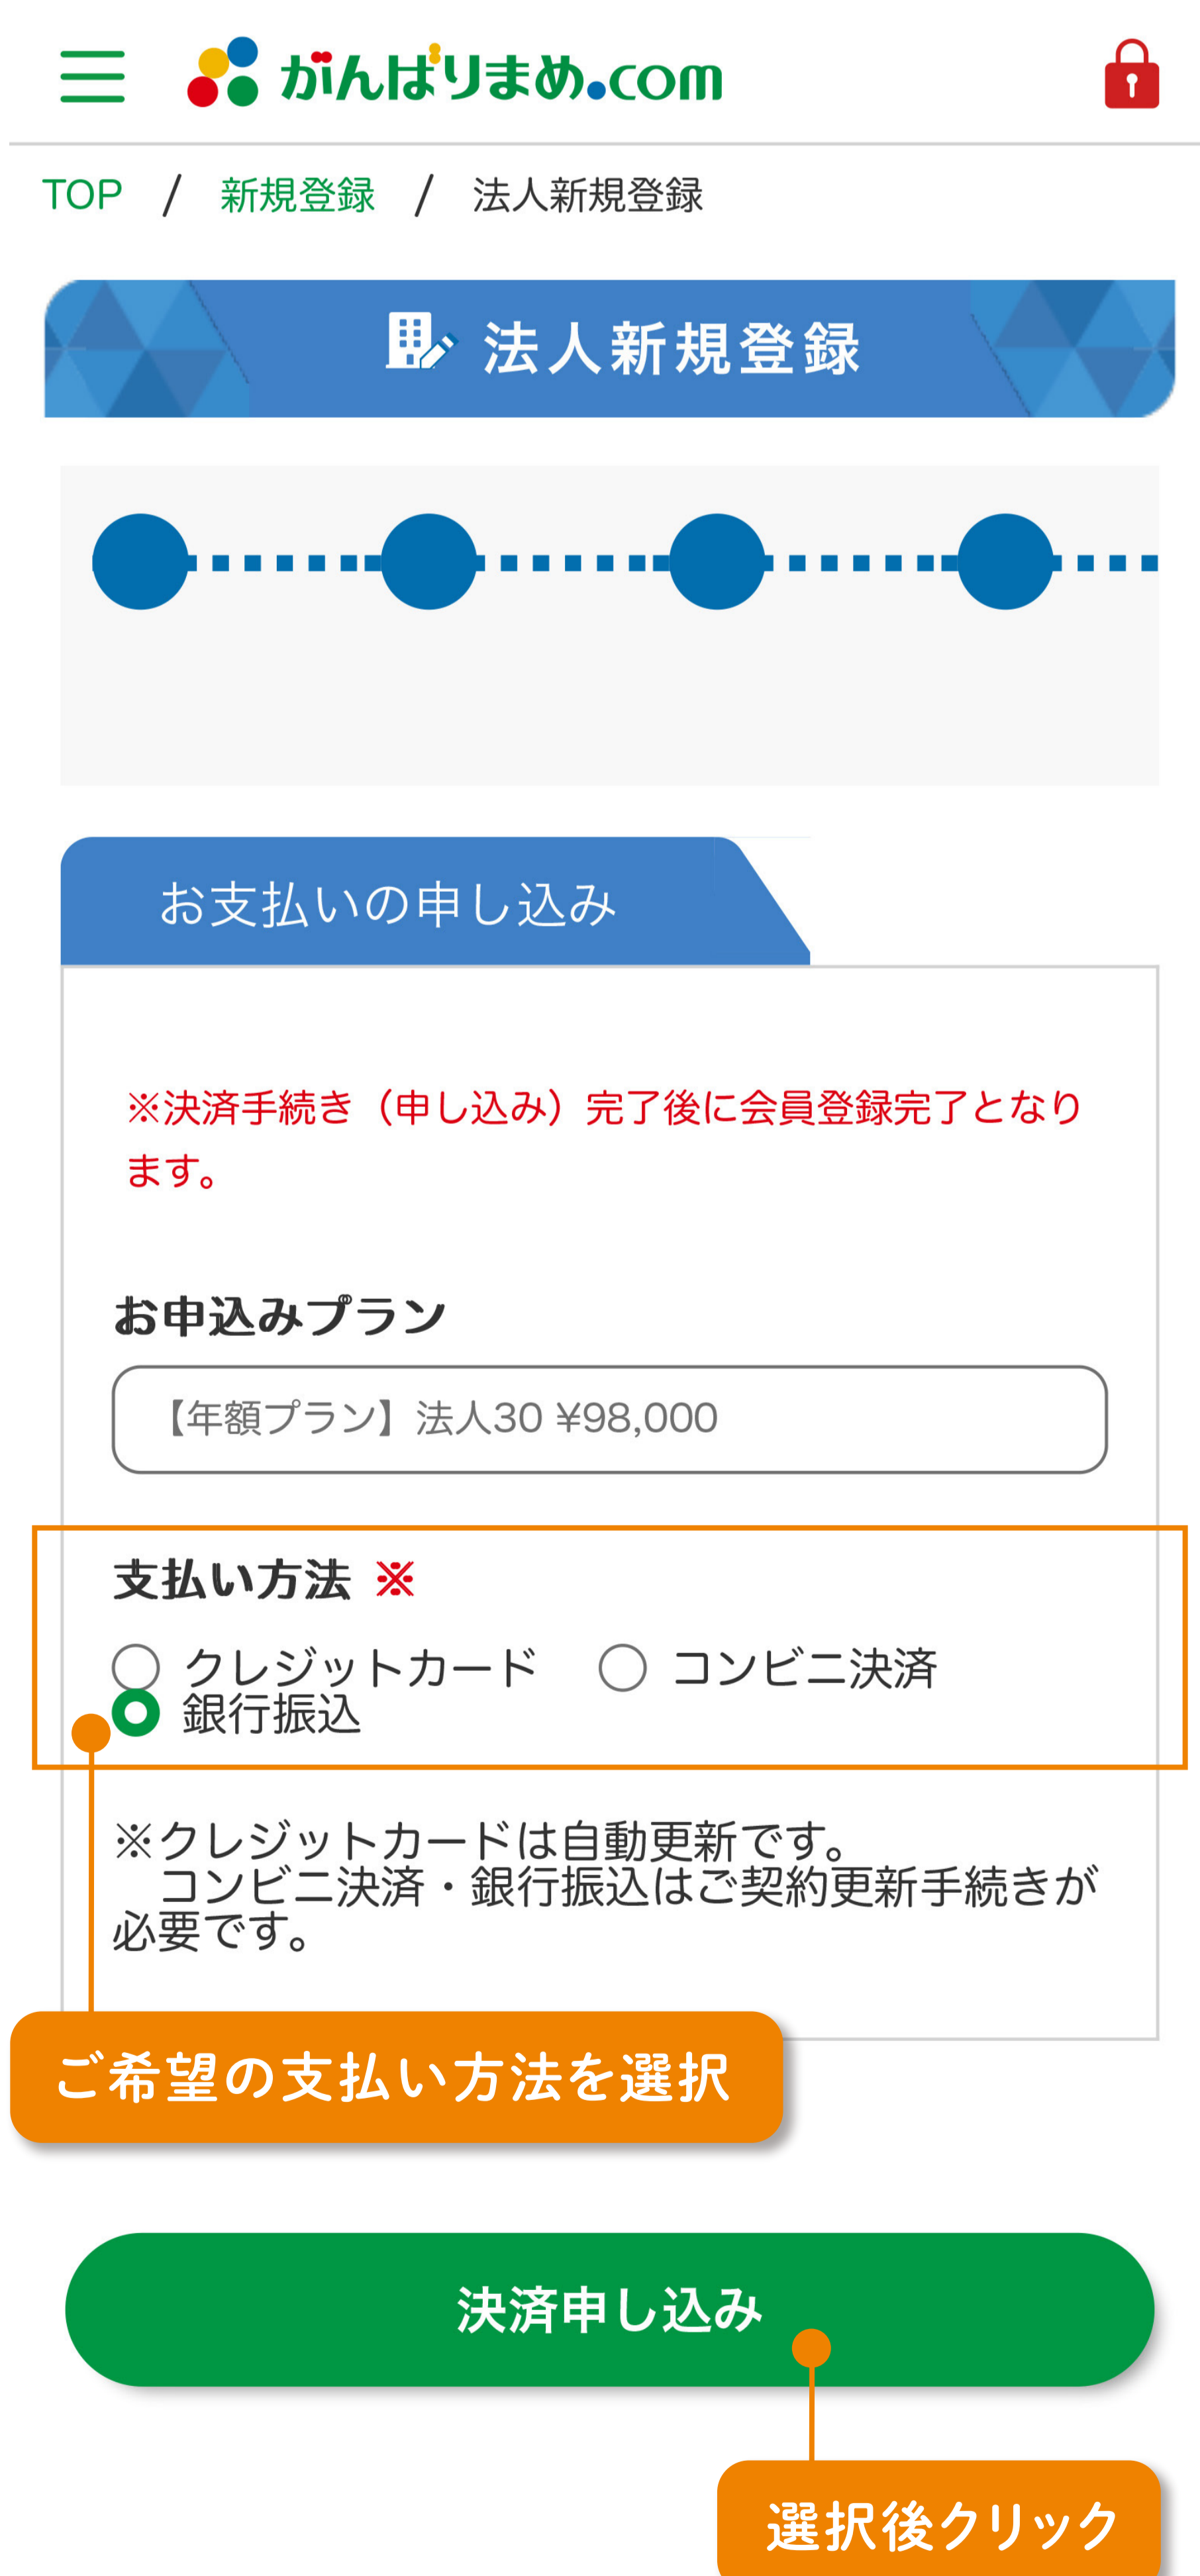 がんばりまめ.com
TOP / 新規登録 / 法人新規登録
法人新規登録
お支払いの申し込み
※決済手続き（申し込み）完了後に会員登録完了となり
ます。
お申込みプラン
【年額プラン】法人30 ¥98,000
支払い方法 ※
クレジットカード コンビニ決済
銀行振込
※クレジットカードは自動更新です。
コンビニ決済・銀行振込はご契約更新手続きが
必要です。
ご希望の支払い方法を選択
決済申し込み
選択後クリック